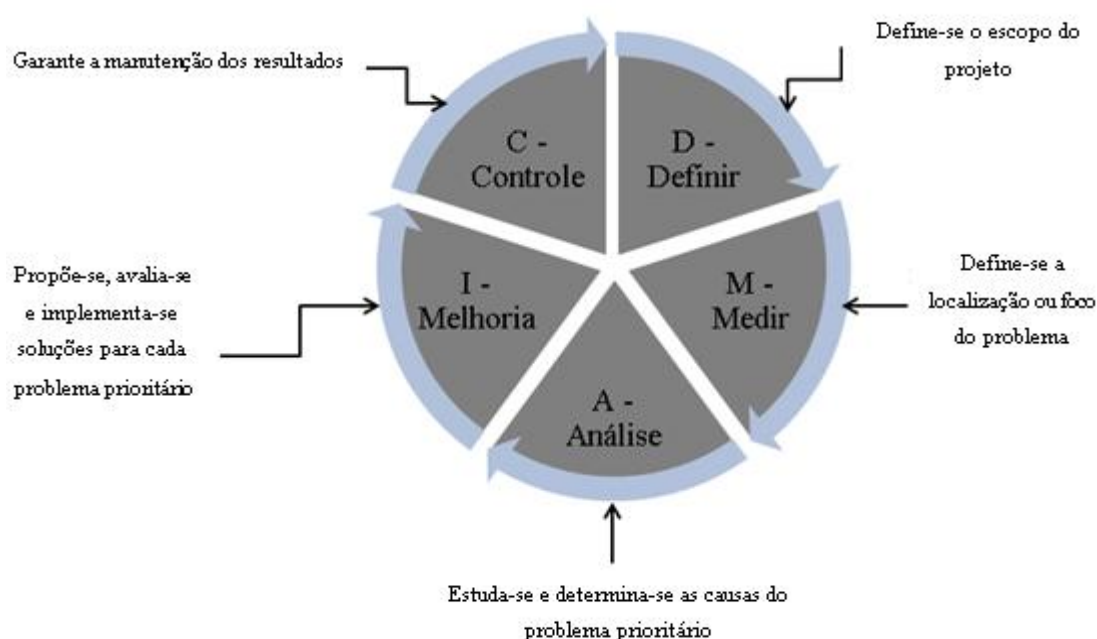 Garante a manutenção dos resultados
Define-se o escopo do
projeto
C -
Controle
D -
Definir
Propõe-se, avalia-se
e implementa-se
soluções para cada
problema prioritário
I -
Melhoria
M -
Medir
Define-se a
localização ou foco
do problema
A -
Análise
Estuda-se e determina-se as causas do
problema prioritário